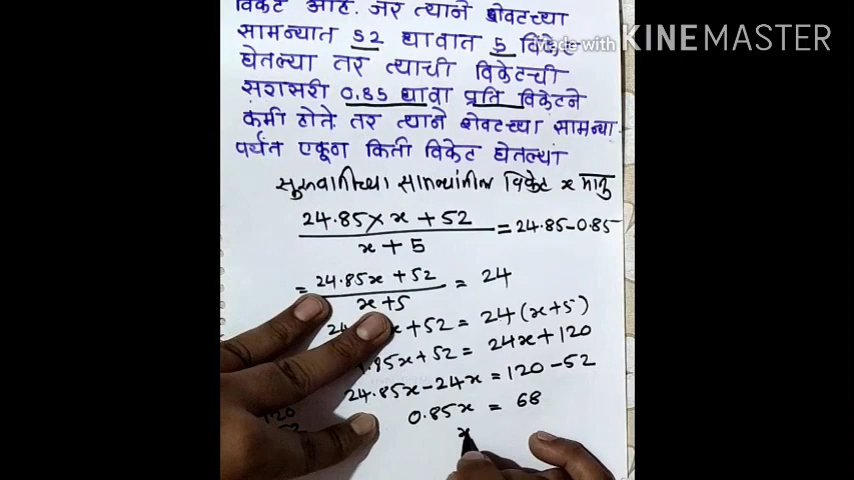 विकेट आहे. जर त्याने शेवटच्या
सामन्यात 52 धावात 5 विकेट
Made with KINEMASTER
घेतल्या तर त्याची विकेटची
सरासरी 0.85 धावा प्रति विकेटने
कमी होते. तर त्याने शेवटच्या सामन्या-
पर्यंत एकूण किती विकेट घेतल्या
सुरुवातीच्या सामन्यांतील विकेट x मानु
24.85 x x + 52
= 24.85-0.85
x + 5
= 24.85x + 52 = 24
x+5
x+52 = 24 (x+5)
.85x+52 = 24x+120
24.85x-24x = 120-52
0.85x = 68
x